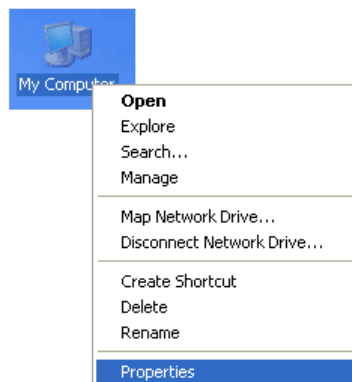 My Computer
Open
Explore
Search...
Manage
Map Network Drive...
Disconnect Network Drive...
Create Shortcut
Delete
Rename
Properties